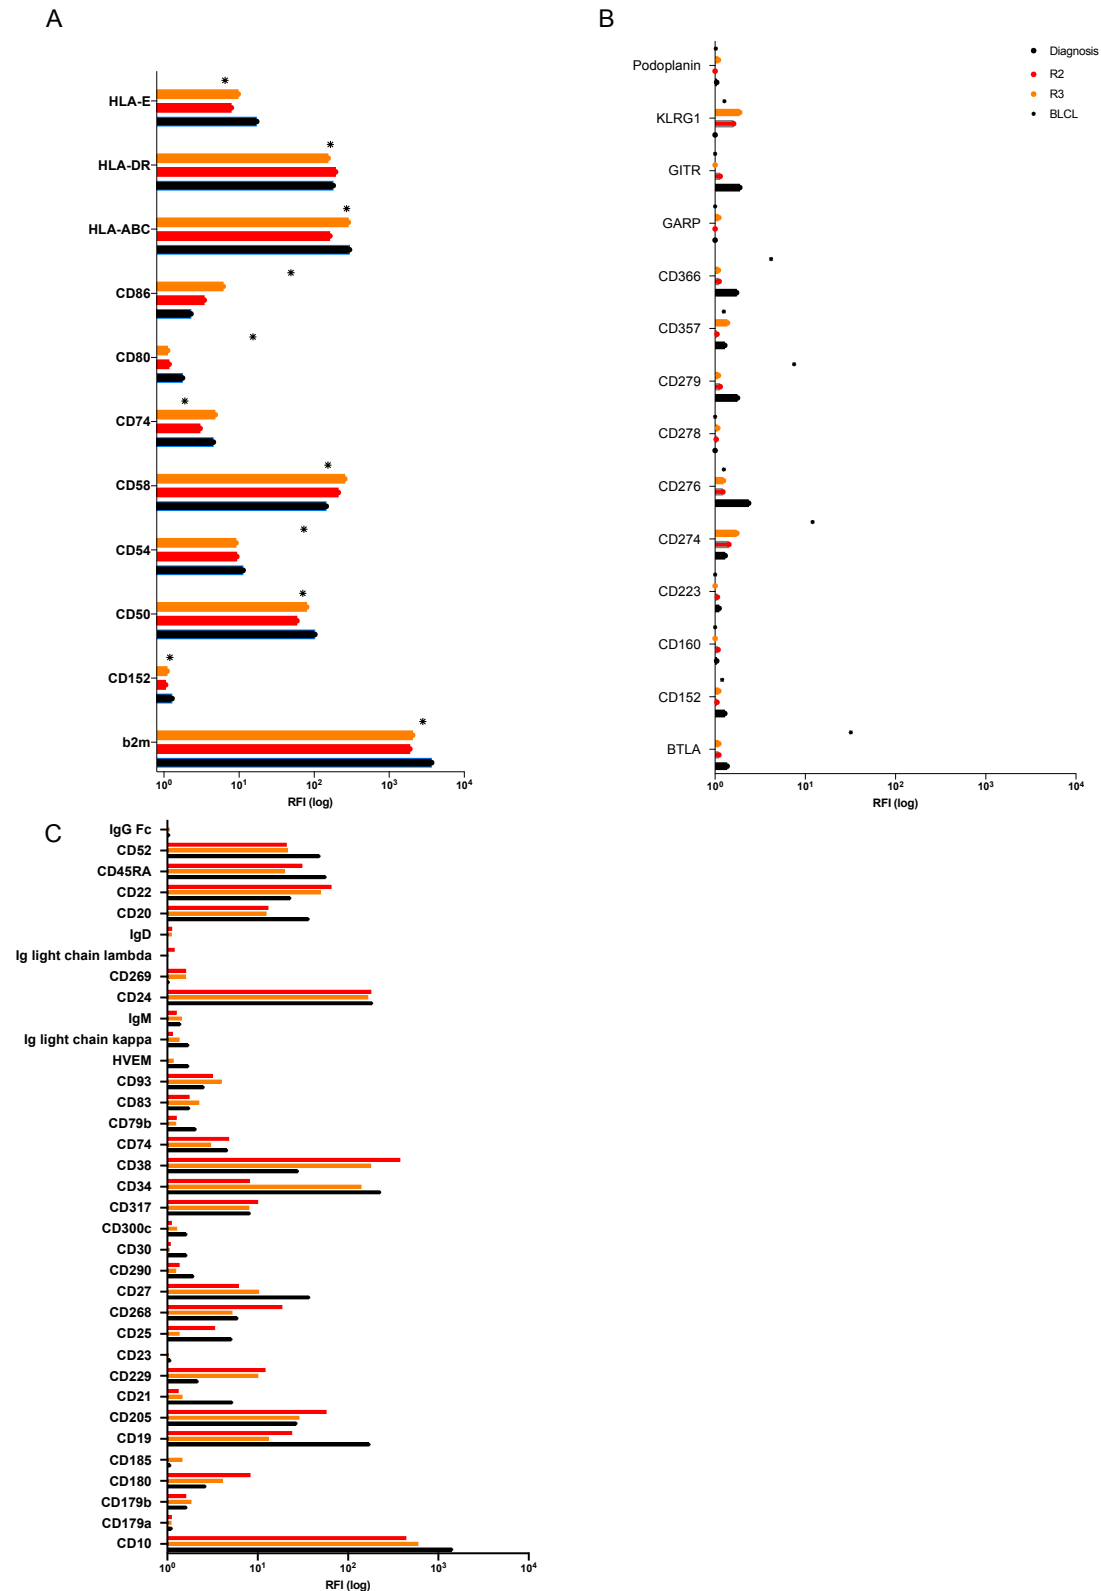 A
HLA-E
HLA-DR
HLA-ABC
CD86
CD80
CD74
CD58
CD54
CD50
CD152
b2m
10⁰ 10¹ 10² 10³ 10⁴
RFI (log)
B
Podoplanin
KLRG1
GITR
GARP
CD366
CD357
CD279
CD278
CD276
CD274
CD223
CD160
CD152
BTLA
10⁰ 10¹ 10² 10³ 10⁴
RFI (log)
Diagnosis
R2
R3
BLCL
C
IgG Fc
CD52
CD45RA
CD22
CD20
IgD
Ig light chain lambda
CD269
CD24
IgM
Ig light chain kappa
HVEM
CD93
CD83
CD79b
CD74
CD38
CD34
CD317
CD300c
CD30
CD290
CD27
CD268
CD25
CD23
CD229
CD21
CD205
CD19
CD185
CD180
CD179b
CD179a
CD10
10⁰ 10¹ 10² 10³ 10⁴
RFI (log)